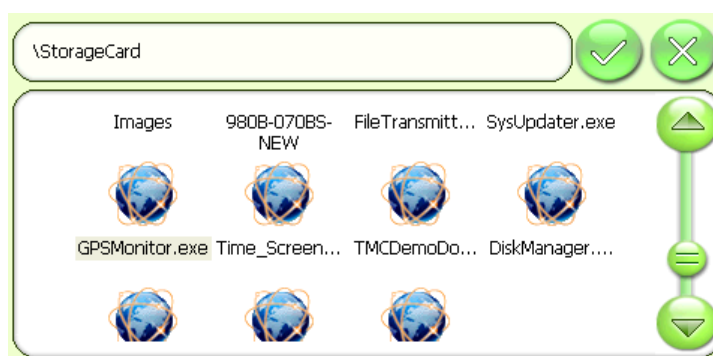 \StorageCard
Images 980B-070BS- FileTransmitt... SysUpdater.exe
NEW
GPSMonitor.exe Time_Screen... TMCDemoDo... DiskManager....